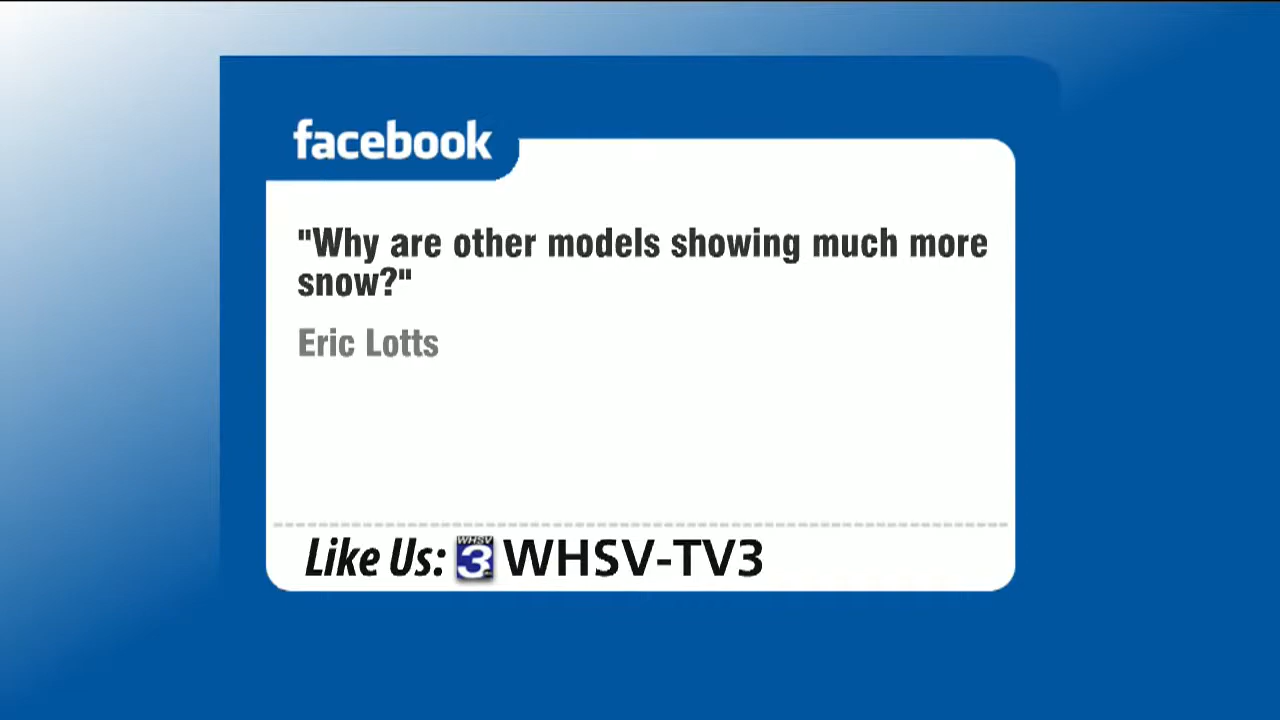 facebook
"Why are other models showing much more
snow?"
Eric Lotts
Like Us: WHSV 3 WHSV-TV3